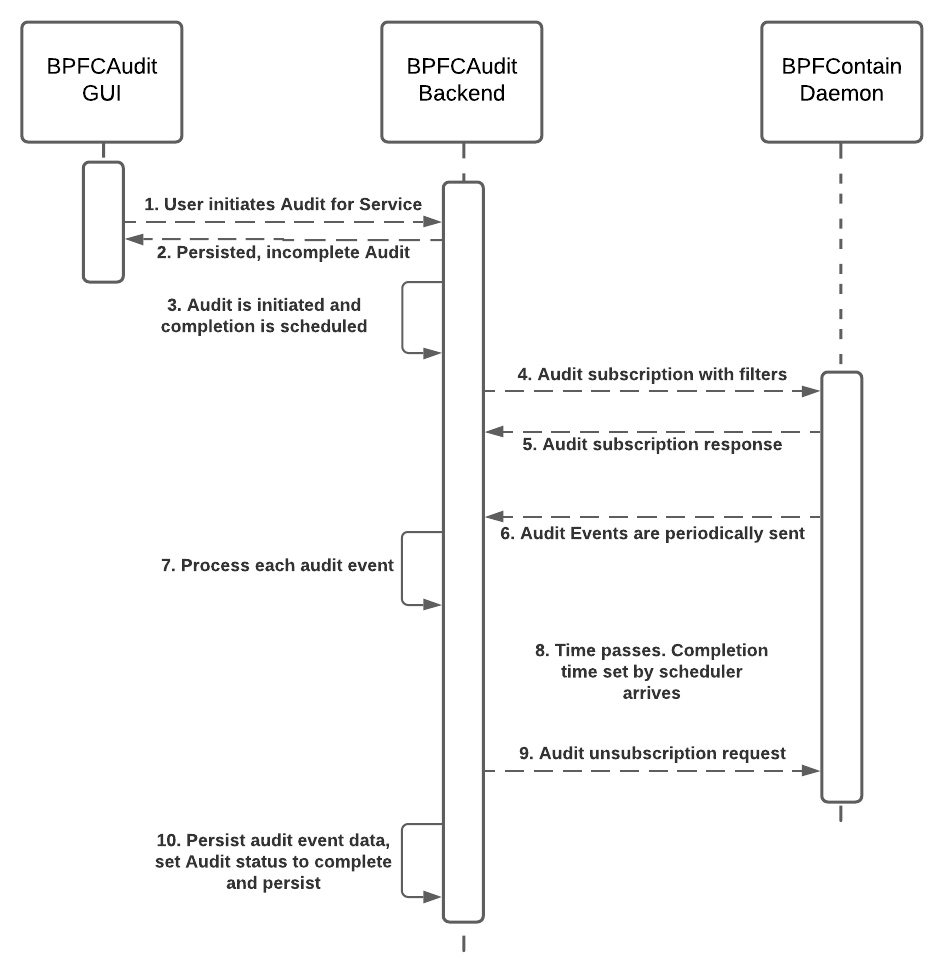 BPFCAudit
GUI
BPFCAudit
Backend
BPFContain
Daemon
1. User initiates Audit for Service
2. Persisted, incomplete Audit
3. Audit is initiated and
completion is scheduled
4. Audit subscription with filters
5. Audit subscription response
6. Audit Events are periodically sent
7. Process each audit event
8. Time passes. Completion
time set by scheduler
arrives
9. Audit unsubscription request
10. Persist audit event data,
set Audit status to complete
and persist